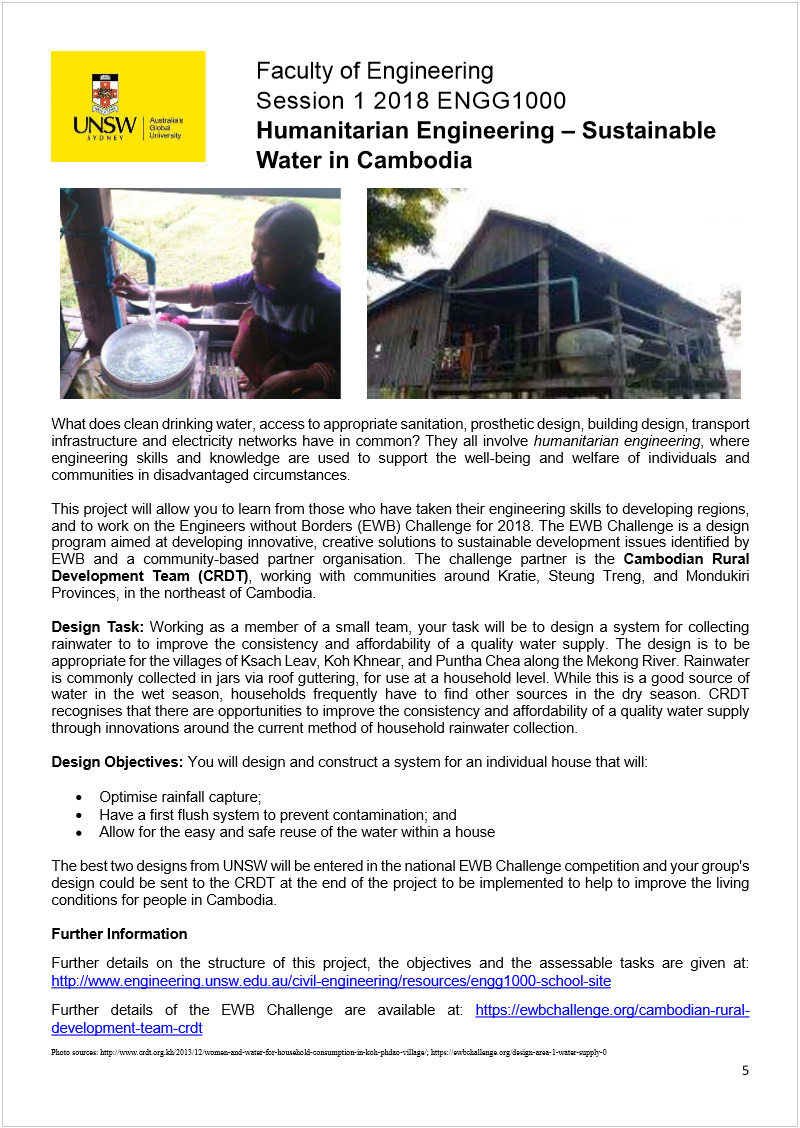 UNSW
SYDNEY
Australia's
Global
University
Faculty of Engineering
Session 1 2018 ENGG1000
Humanitarian Engineering – Sustainable
Water in Cambodia
What does clean drinking water, access to appropriate sanitation, prosthetic design, building design, transport
infrastructure and electricity networks have in common? They all involve humanitarian engineering, where
engineering skills and knowledge are used to support the well-being and welfare of individuals and
communities in disadvantaged circumstances.
This project will allow you to learn from those who have taken their engineering skills to developing regions,
and to work on the Engineers without Borders (EWB) Challenge for 2018. The EWB Challenge is a design
program aimed at developing innovative, creative solutions to sustainable development issues identified by
EWB and a community-based partner organisation. The challenge partner is the Cambodian Rural
Development Team (CRDT), working with communities around Kratie, Steung Treng, and Mondukiri
Provinces, in the northeast of Cambodia.
Design Task: Working as a member of a small team, your task will be to design a system for collecting
rainwater to to improve the consistency and affordability of a quality water supply. The design is to be
appropriate for the villages of Ksach Leav, Koh Khnear, and Puntha Chea along the Mekong River. Rainwater
is commonly collected in jars via roof guttering, for use at a household level. While this is a good source of
water in the wet season, households frequently have to find other sources in the dry season. CRDT
recognises that there are opportunities to improve the consistency and affordability of a quality water supply
through innovations around the current method of household rainwater collection.
Design Objectives: You will design and construct a system for an individual house that will:
• Optimise rainfall capture;
• Have a first flush system to prevent contamination; and
• Allow for the easy and safe reuse of the water within a house
The best two designs from UNSW will be entered in the national EWB Challenge competition and your group's
design could be sent to the CRDT at the end of the project to be implemented to help to improve the living
conditions for people in Cambodia.
Further Information
Further details on the structure of this project, the objectives and the assessable tasks are given at:
http://www.engineering.unsw.edu.au/civil-engineering/resources/engg1000-school-site
Further details of the EWB Challenge are available at: https://ewbchallenge.org/cambodian-rural-
development-team-crdt
Photo sources: http://www.crdt.org.kh/2013/12/women-and-water-for-household-consumption-in-koh-phdao-village/; https://ewbchallenge.org/design-area-1-water-supply-0
5